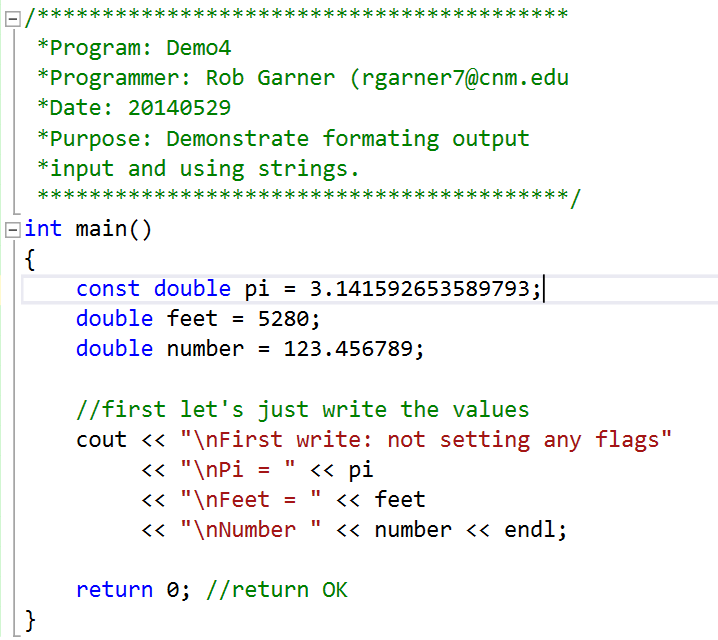 /*****************************************
*Program: Demo4
*Programmer: Rob Garner (rgarner7@cnm.edu
*Date: 20140529
*Purpose: Demonstrate formating output
*input and using strings.
*****************************************/
int main()
{
    const double pi = 3.141592653589793;
    double feet = 5280;
    double number = 123.456789;

    //first let's just write the values
    cout << "\nFirst write: not setting any flags"
         << "\nPi = " << pi
         << "\nFeet = " << feet
         << "\nNumber " << number << endl;

    return 0; //return OK
}